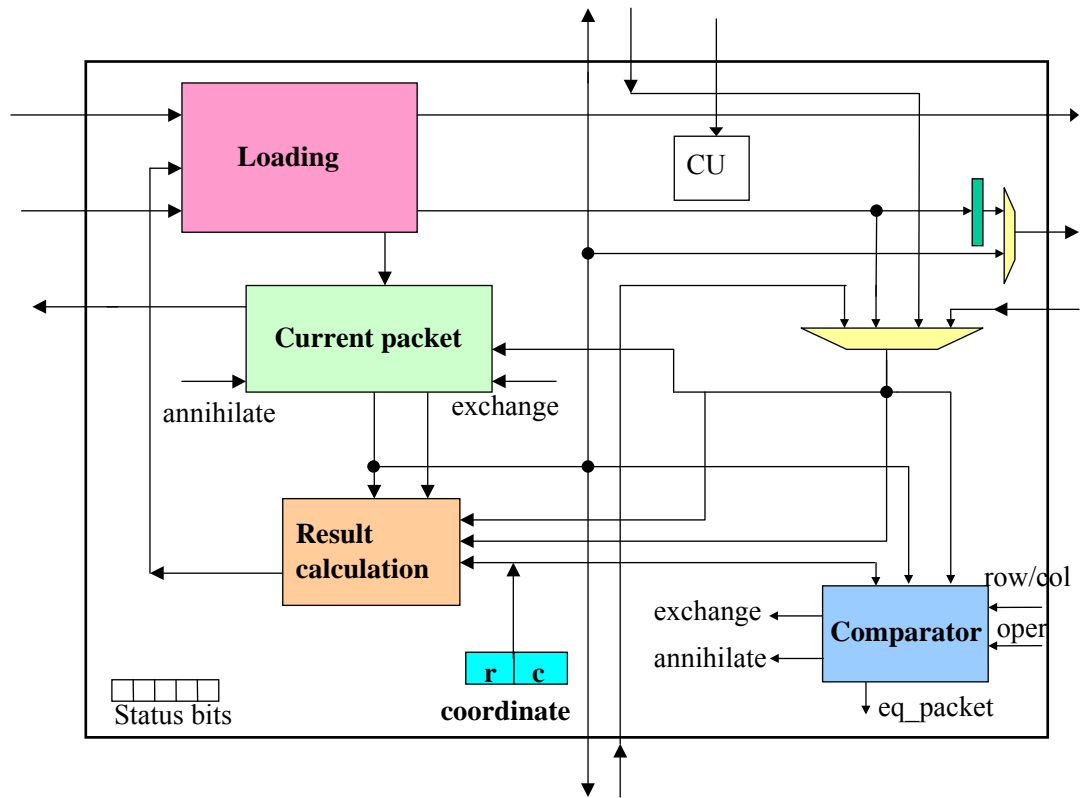 Loading
CU
Current packet
annihilate
exchange
Result
calculation
row/col
exchange
Comparator
oper
annihilate
r c
eq_packet
coordinate
Status bits